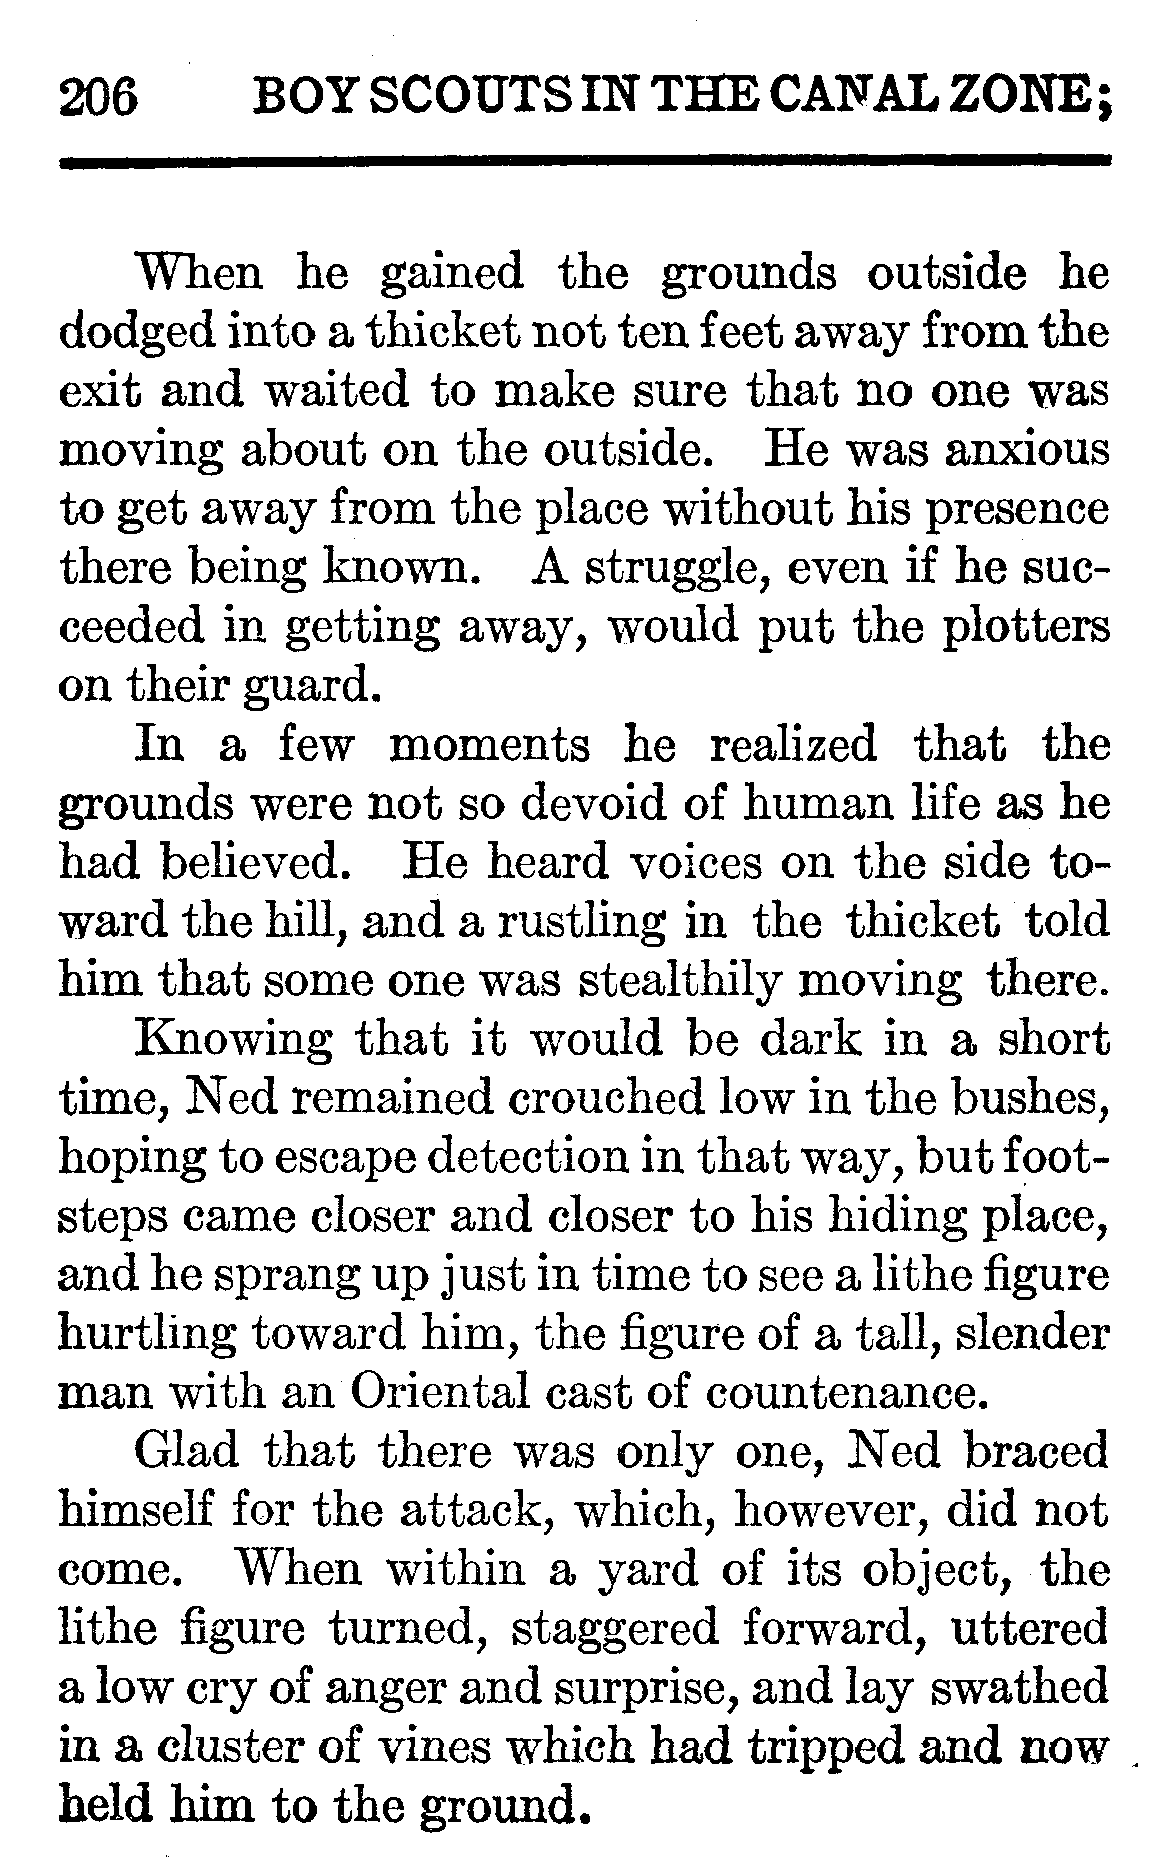 206 BOY SCOUTS IN THE CANAL ZONE;
When he gained the grounds outside he
dodged into a thicket not ten feet away from the
exit and waited to make sure that no one was
moving about on the outside. He was anxious
to get away from the place without his presence
there being known. A struggle, even if he suc-
ceeded in getting away, would put the plotters
on their guard.
In a few moments he realized that the
grounds were not so devoid of human life as he
had believed. He heard voices on the side to-
ward the hill, and a rustling in the thicket told
him that some one was stealthily moving there.
Knowing that it would be dark in a short
time, Ned remained crouched low in the bushes,
hoping to escape detection in that way, but foot-
steps came closer and closer to his hiding place,
and he sprang up just in time to see a lithe figure
hurtling toward him, the figure of a tall, slender
man with an Oriental cast of countenance.
Glad that there was only one, Ned braced
himself for the attack, which, however, did not
come. When within a yard of its object, the
lithe figure turned, staggered forward, uttered
a low cry of anger and surprise, and lay swathed
in a cluster of vines which had tripped and now
held him to the ground.